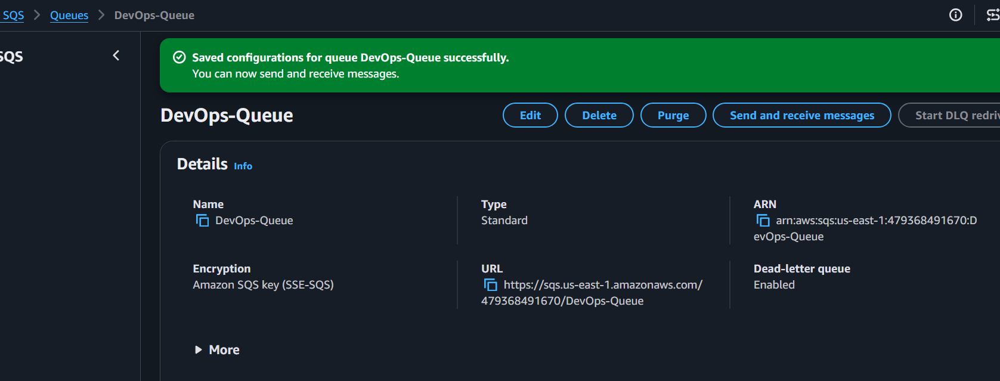 SQS > Queues > DevOps-Queue
SQS
Saved configurations for queue DevOps-Queue successfully.
You can now send and receive messages.
DevOps-Queue
Edit
Delete
Purge
Send and receive messages
Start DLQ redriv
Details Info
Name
DevOps-Queue
Type
Standard
ARN
arn:aws:sqs:us-east-1:479368491670:D
evOps-Queue
Encryption
Amazon SQS key (SSE-SQS)
URL
https://sqs.us-east-1.amazonaws.com/
479368491670/DevOps-Queue
Dead-letter queue
Enabled
More